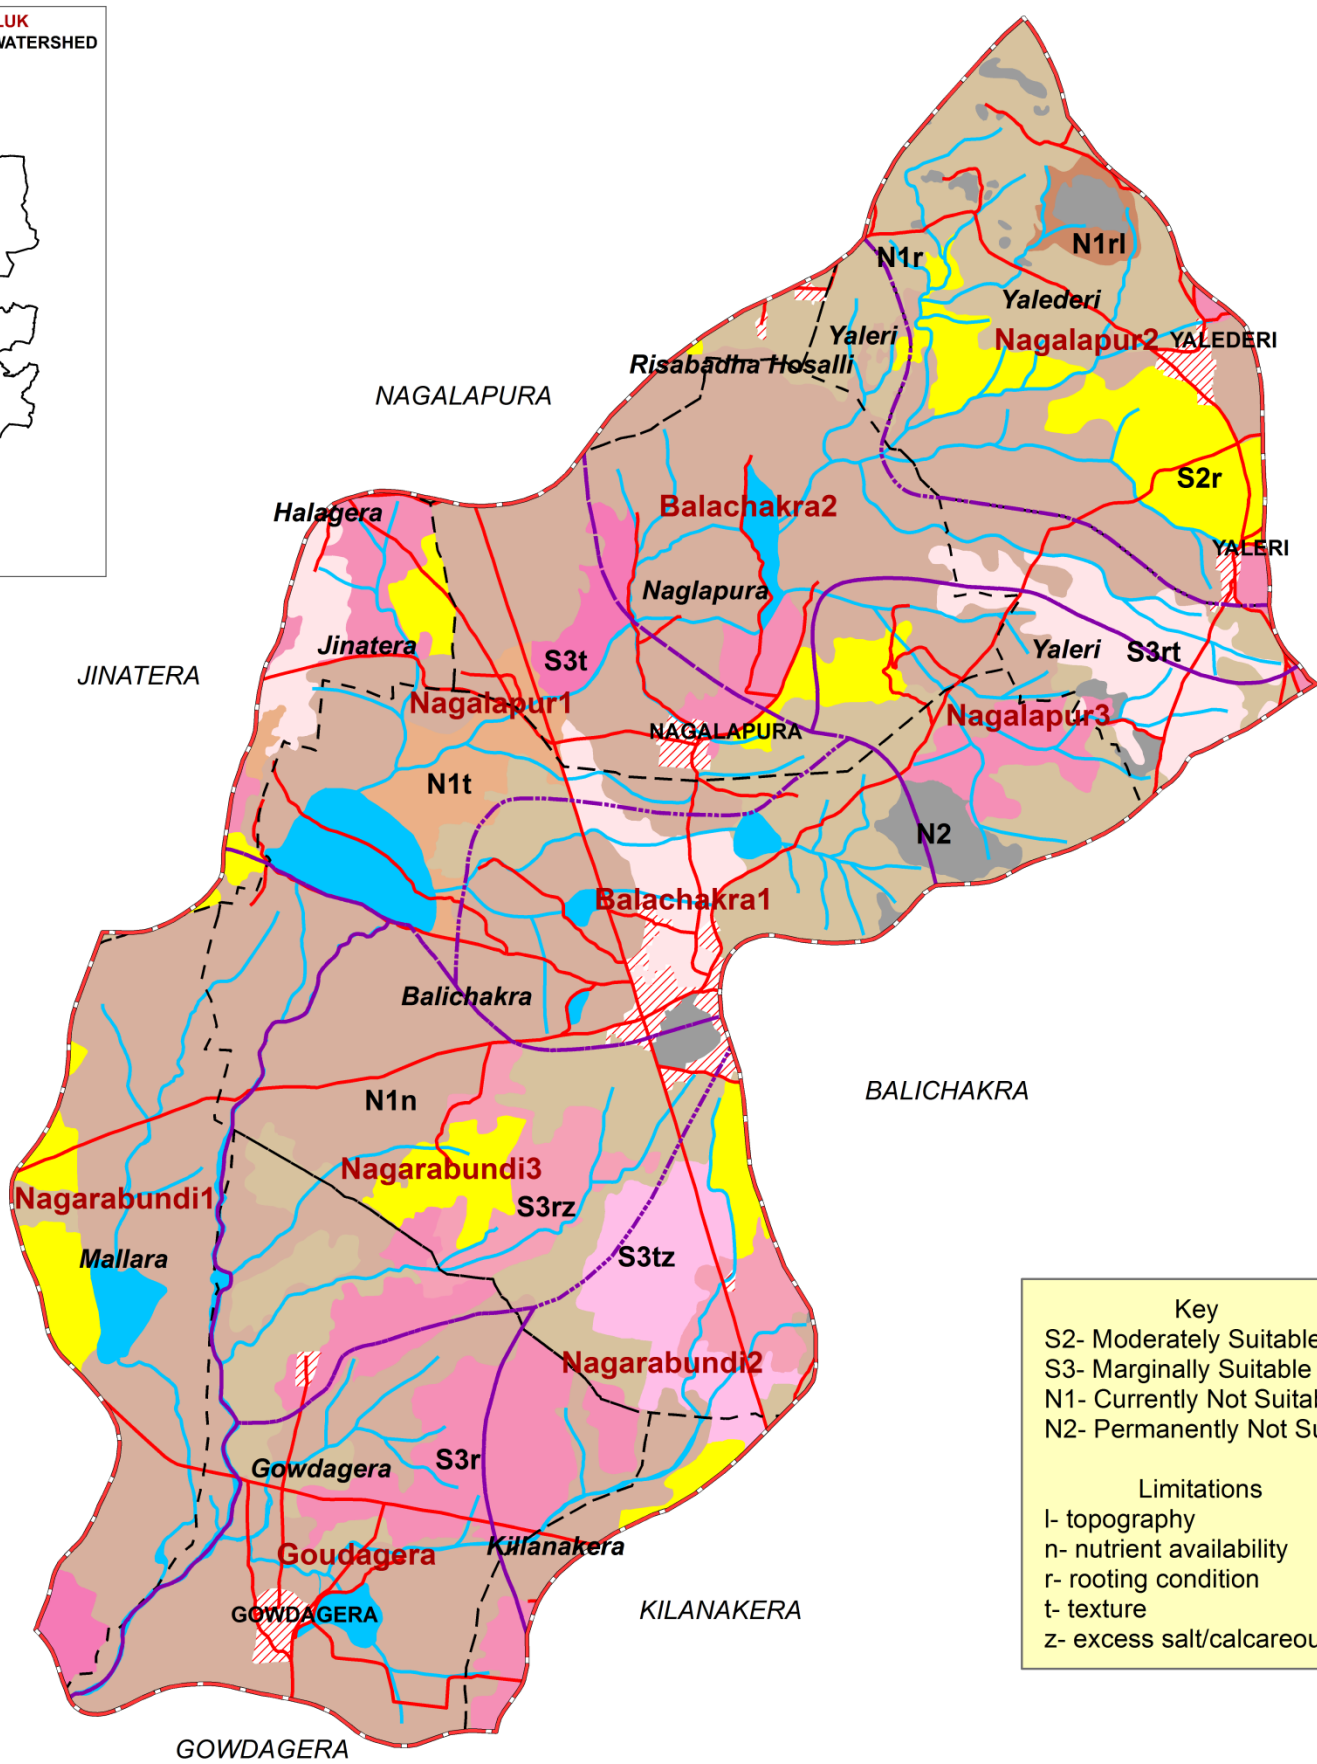 LUK
WATERSHED
N1r
N1rl
Yalederi
Yaleri
Nagalapur2
YALEDERI
Risabadha Hosalli
NAGALAPURA
S2r
Balachakra2
Halagera
YALERI
Naglapura
Jinatera
S3t
Yaleri
S3rt
JINATERA
Nagalapur1
Nagalapur3
NAGALAPURA
N1t
N2
Balachakra1
Balichakra
BALICHAKRA
N1n
Nagarabundi3
Nagarabundi1
S3rz
Mallara
S3tz
Nagarabundi2
S3r
Gowdagera
Killanakera
Goudagera
GOWDAGERA
KILANAKERA
GOWDAGERA
Key
S2- Moderately Suitable
S3- Marginally Suitable
N1- Currently Not Suital
N2- Permanently Not Su
Limitations
l- topography
n- nutrient availability
r- rooting condition
t- texture
z- excess salt/calcareou